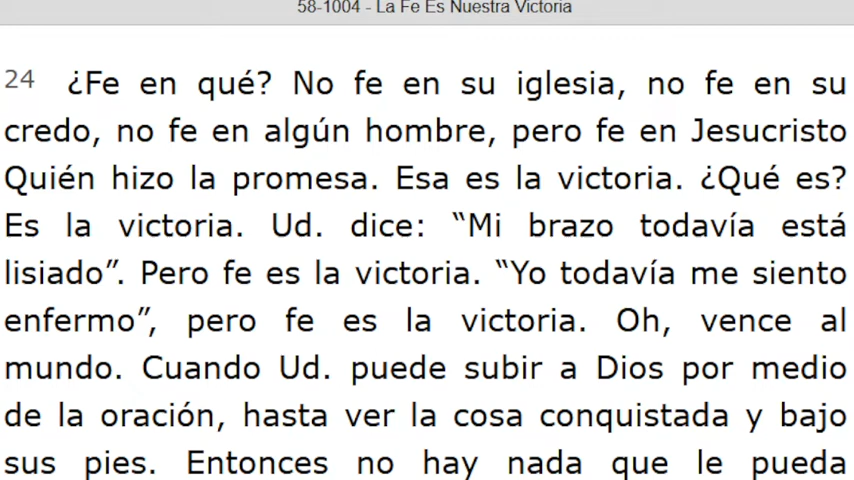 58-1004 - La Fe Es Nuestra Victoria
24 ¿Fe en qué? No fe en su iglesia, no fe en su
credo, no fe en algún hombre, pero fe en Jesucristo
Quién hizo la promesa. Esa es la victoria. ¿Qué es?
Es la victoria. Ud. dice: “Mi brazo todavía está
lisiado”. Pero fe es la victoria. “Yo todavía me siento
enfermo”, pero fe es la victoria. Oh, vence al
mundo. Cuando Ud. puede subir a Dios por medio
de la oración, hasta ver la cosa conquistada y bajo
sus pies. Entonces no hay nada que le pueda